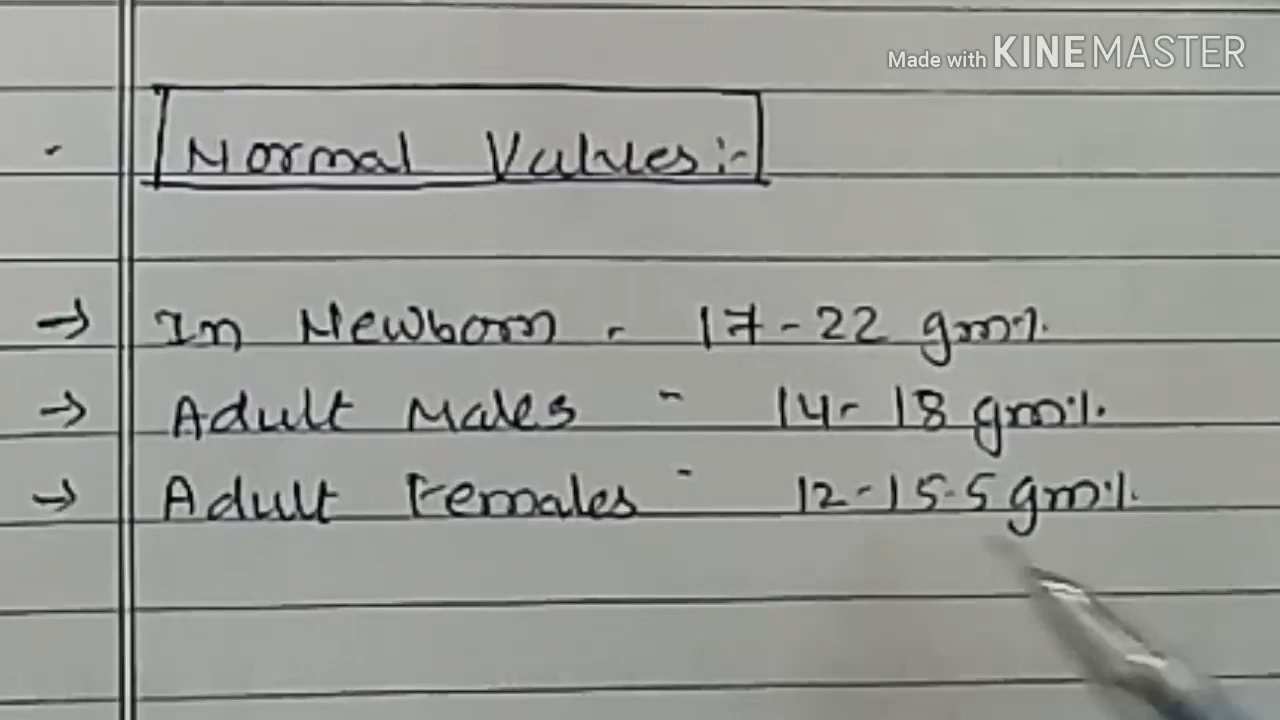 Made with KINEMASTER
Normal Values:-
→ In Newborn - 17-22 gm%.
→ Adult Males - 14-18 gm%.
→ Adult Females - 12-15.5 gm%.